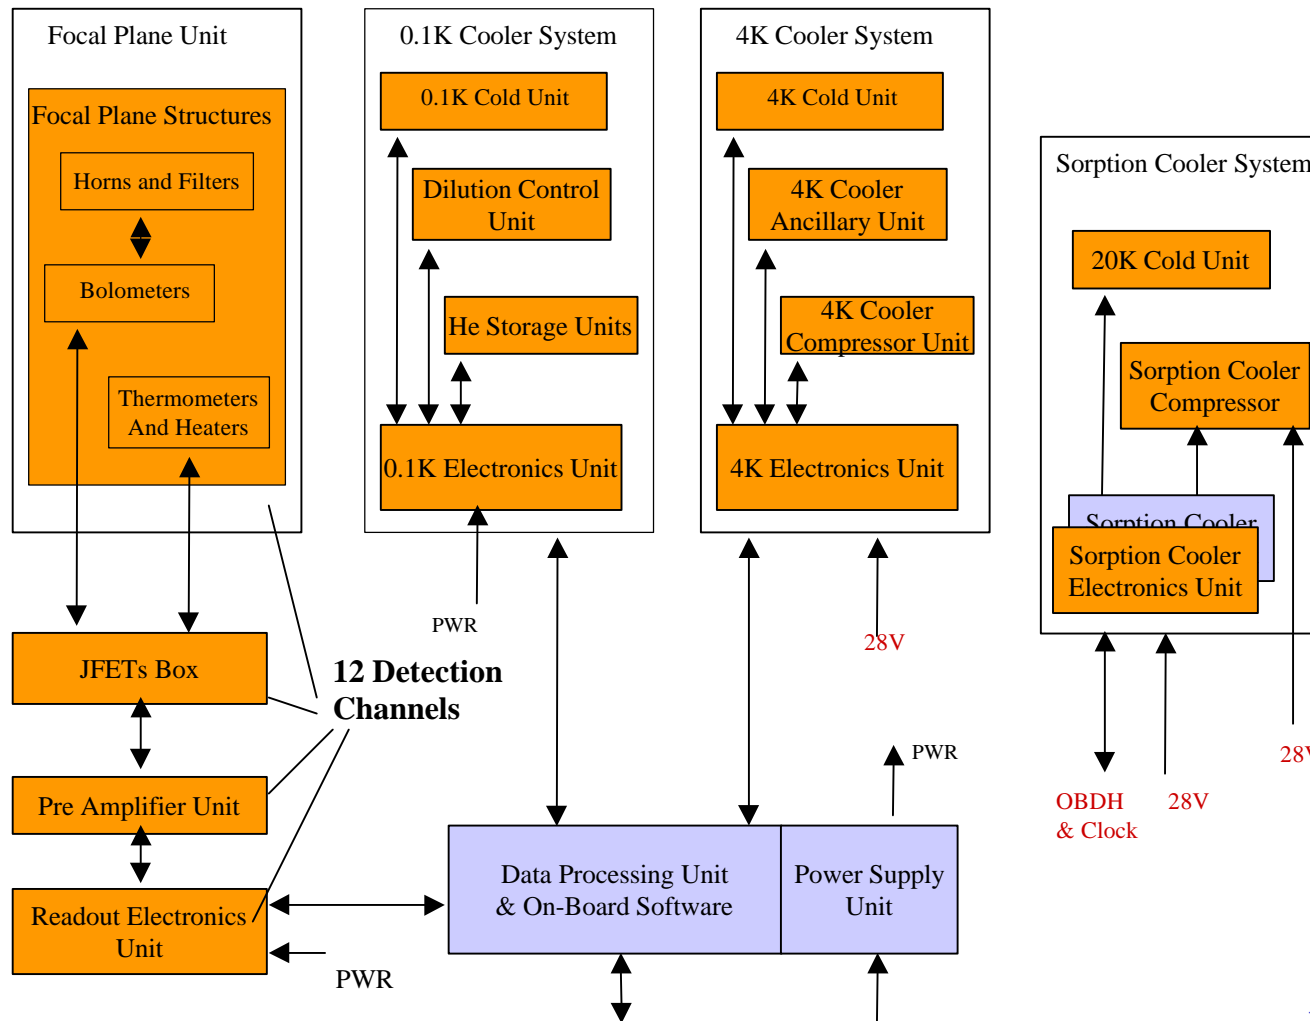 Focal Plane Unit
Focal Plane Structures
Horns and Filters
Bolometers
Thermometers
And Heaters
JFETs Box
Pre Amplifier Unit
Readout Electronics
Unit
PWR
12 Detection
Channels
0.1K Cooler System
0.1K Cold Unit
Dilution Control
Unit
He Storage Units
0.1K Electronics Unit
PWR
4K Cooler System
4K Cold Unit
4K Cooler
Ancillary Unit
4K Cooler
Compressor Unit
4K Electronics Unit
28V
PWR
Data Processing Unit
& On-Board Software
Power Supply
Unit
Sorption Cooler System
20K Cold Unit
Sorption Cooler
Compressor
Sorption Cooler
Sorption Cooler
Electronics Unit
OBDH
& Clock
28V
28V